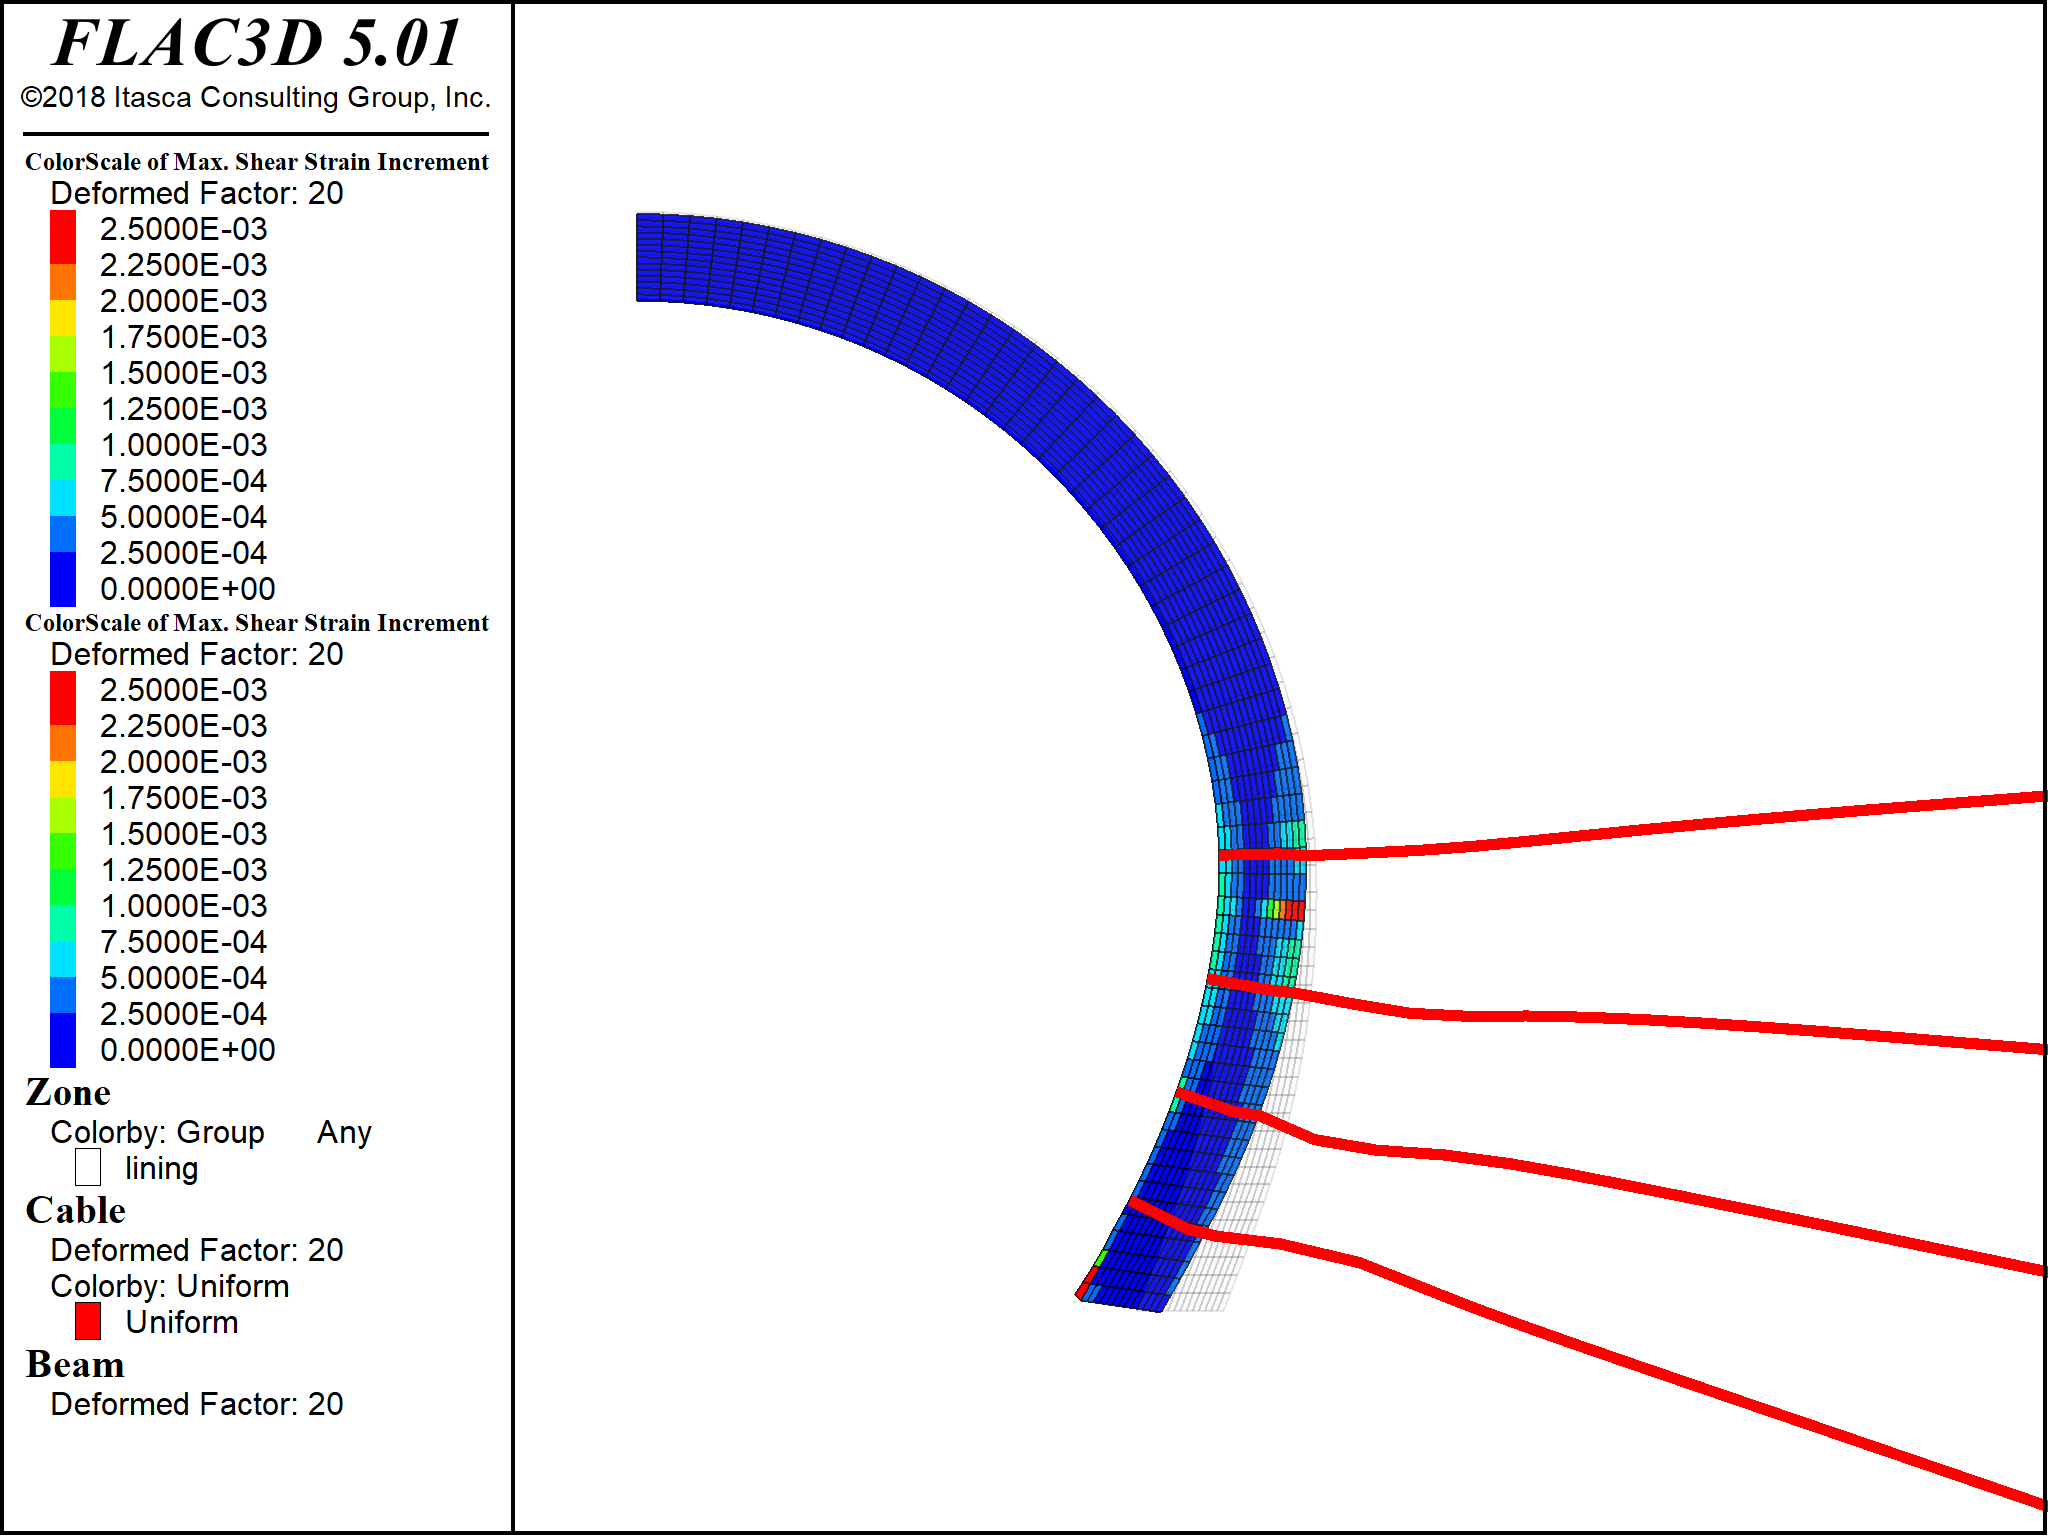 FLAC3D 5.01
©2018 Itasca Consulting Group, Inc.
ColorScale of Max. Shear Strain Increment
Deformed Factor: 20
2.5000E-03
2.2500E-03
2.0000E-03
1.7500E-03
1.5000E-03
1.2500E-03
1.0000E-03
7.5000E-04
5.0000E-04
2.5000E-04
0.0000E+00
ColorScale of Max. Shear Strain Increment
Deformed Factor: 20
2.5000E-03
2.2500E-03
2.0000E-03
1.7500E-03
1.5000E-03
1.2500E-03
1.0000E-03
7.5000E-04
5.0000E-04
2.5000E-04
0.0000E+00
Zone
Colorby: Group Any
lining
Cable
Deformed Factor: 20
Colorby: Uniform
Uniform
Beam
Deformed Factor: 20